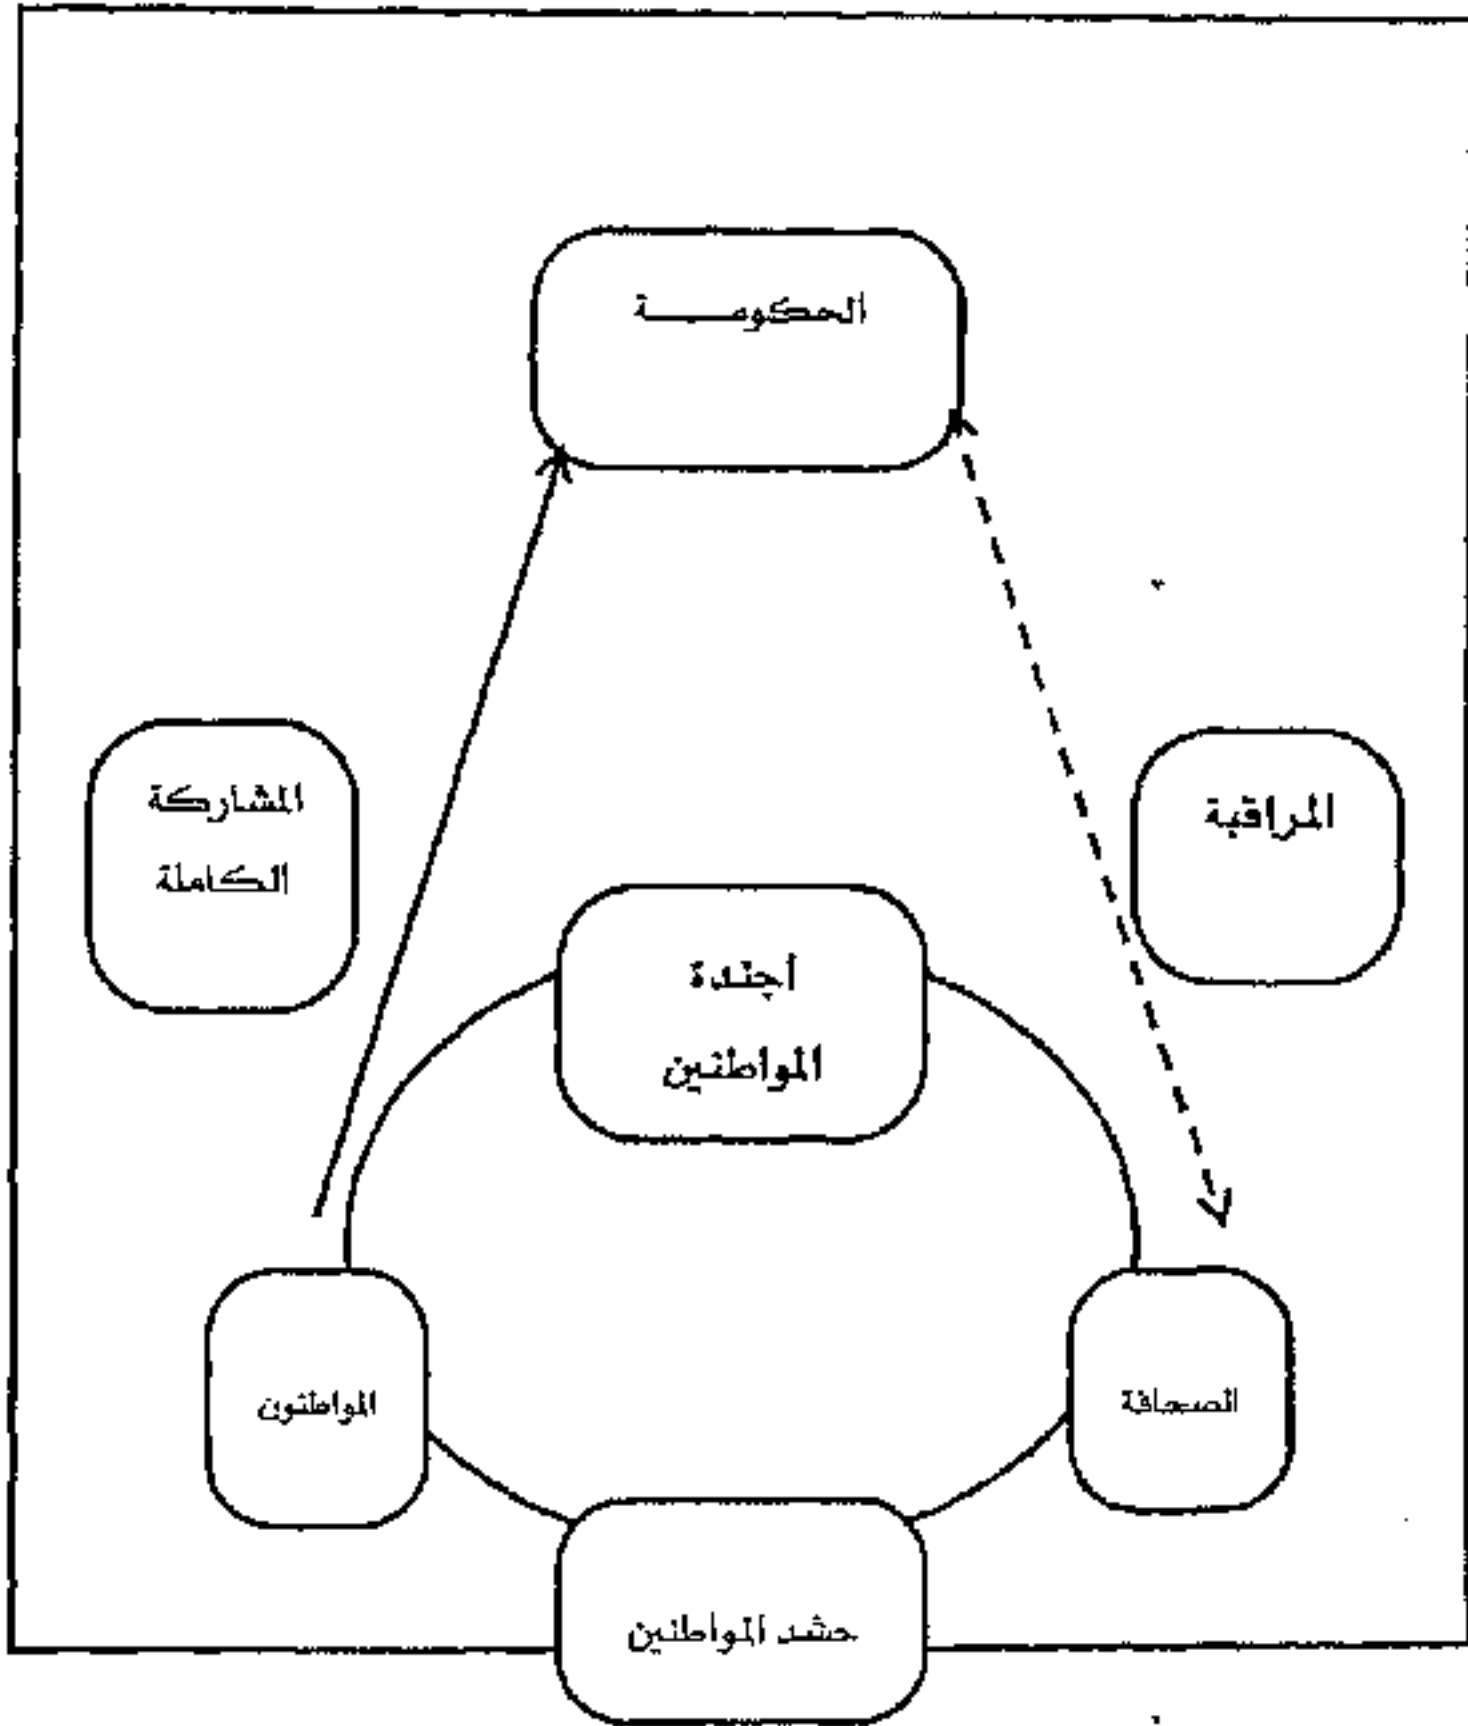 الحكومـــــة
المشاركة
الكاملة
المراقبة
أجندة
المواطنين
المواطنون
الصحافة
حشد المواطنين